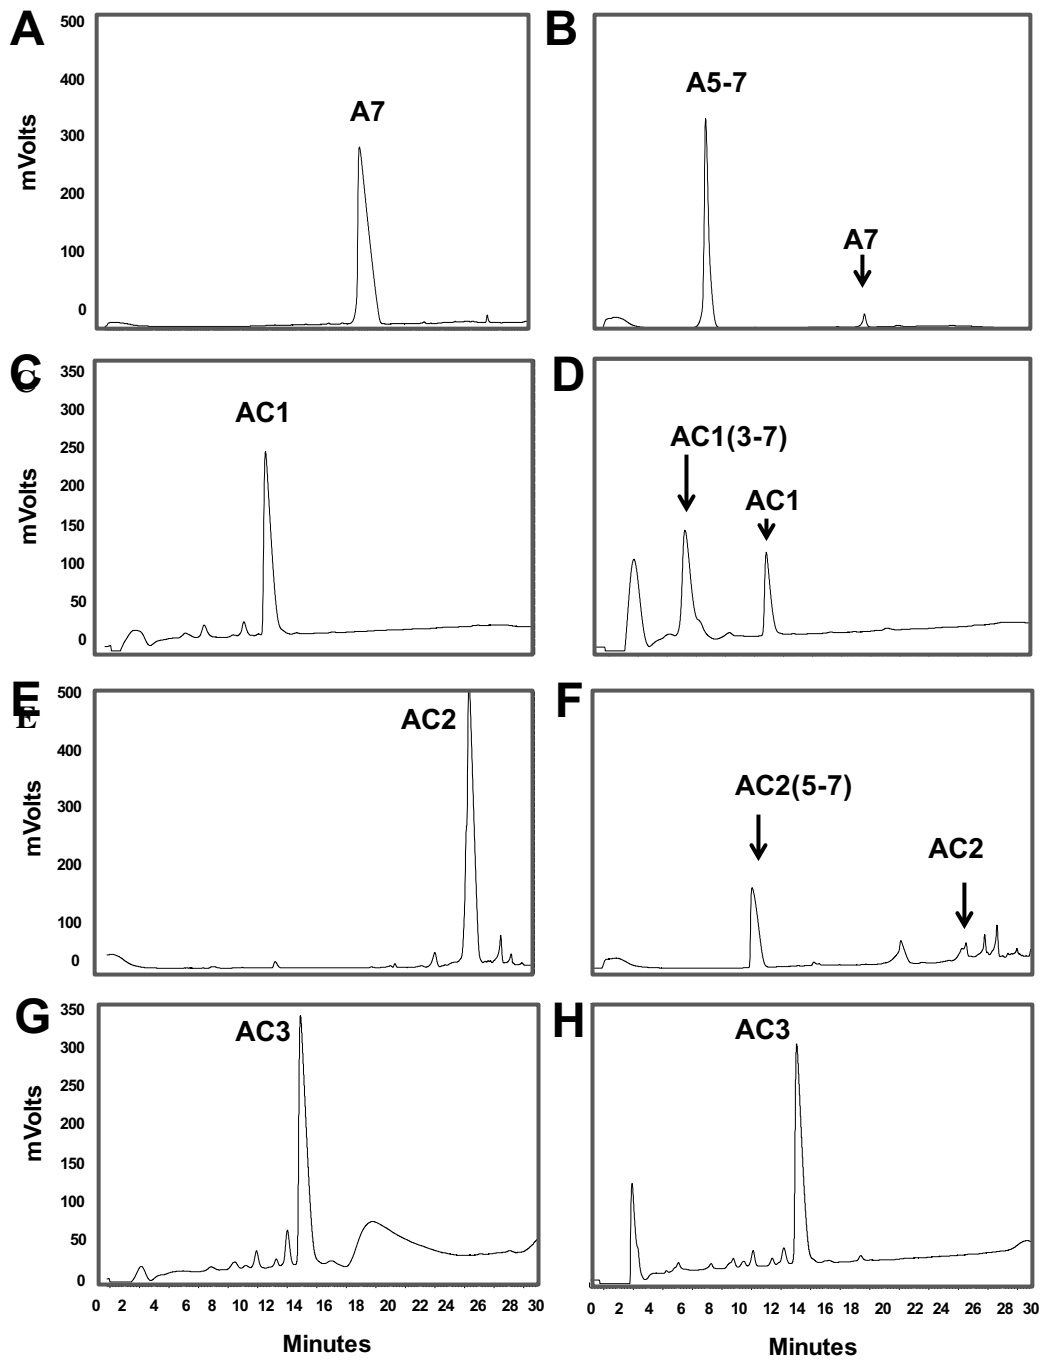 A
B
500
400
300
200
100
0
mVolts
A7
A5-7
A7
C
C
D
350
300
250
200
150
100
50
0
mVolts
AC1
AC1(3-7)
AC1
E
E
F
500
400
300
200
100
0
mVolts
AC2
AC2(5-7)
AC2
G
H
350
300
250
200
150
100
50
0
mVolts
AC3
AC3
0 2 4 6 8 10 12 14 16 18 20 22 24 26 28 30
0 2 4 6 8 10 12 14 16 18 20 22 24 26 28 30
Minutes
Minutes